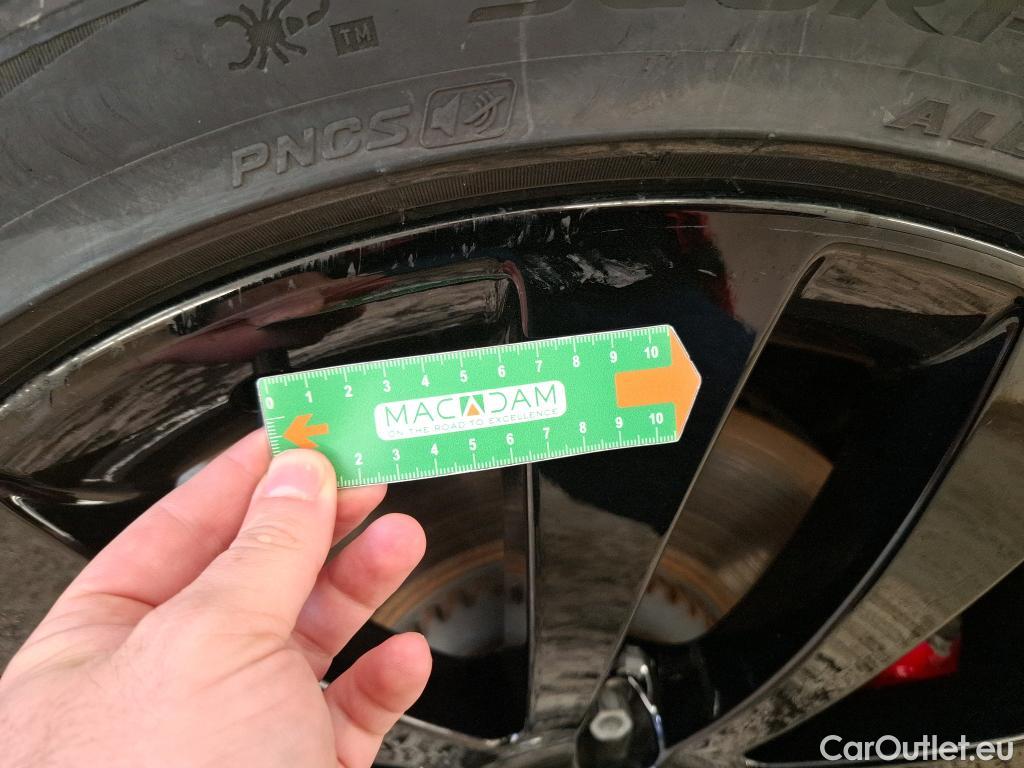 TM
PNCS
AL
0 1 2 3 4 5 6 7 8 9 10
MACADAM
ON THE ROAD TO EXCELLENCE
2 3 4 5 6 7 8 9 10
CarOutlet.eu